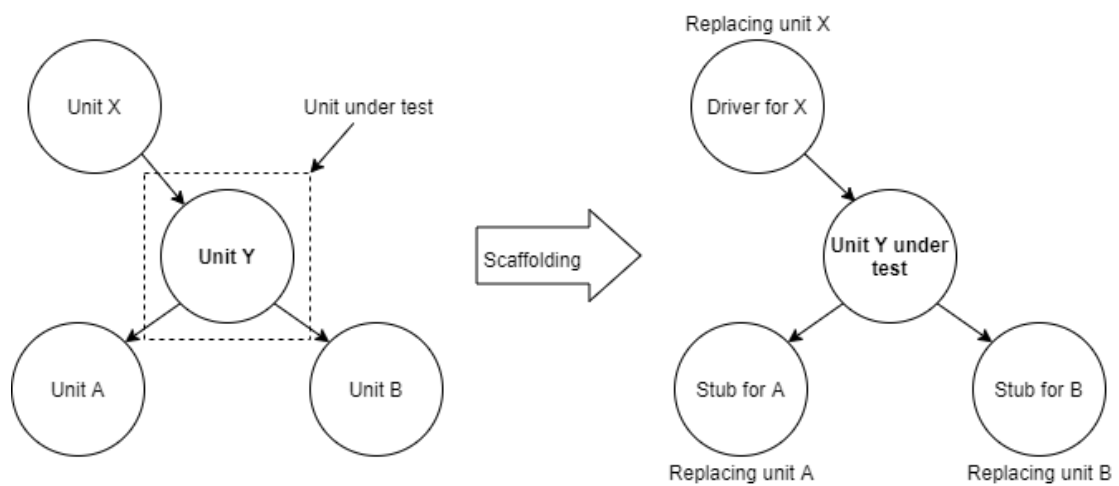 Replacing unit X
Unit X
Unit under test
Driver for X
Unit Y
Scaffolding
Unit Y under
test
Unit A
Unit B
Stub for A
Stub for B
Replacing unit A
Replacing unit B